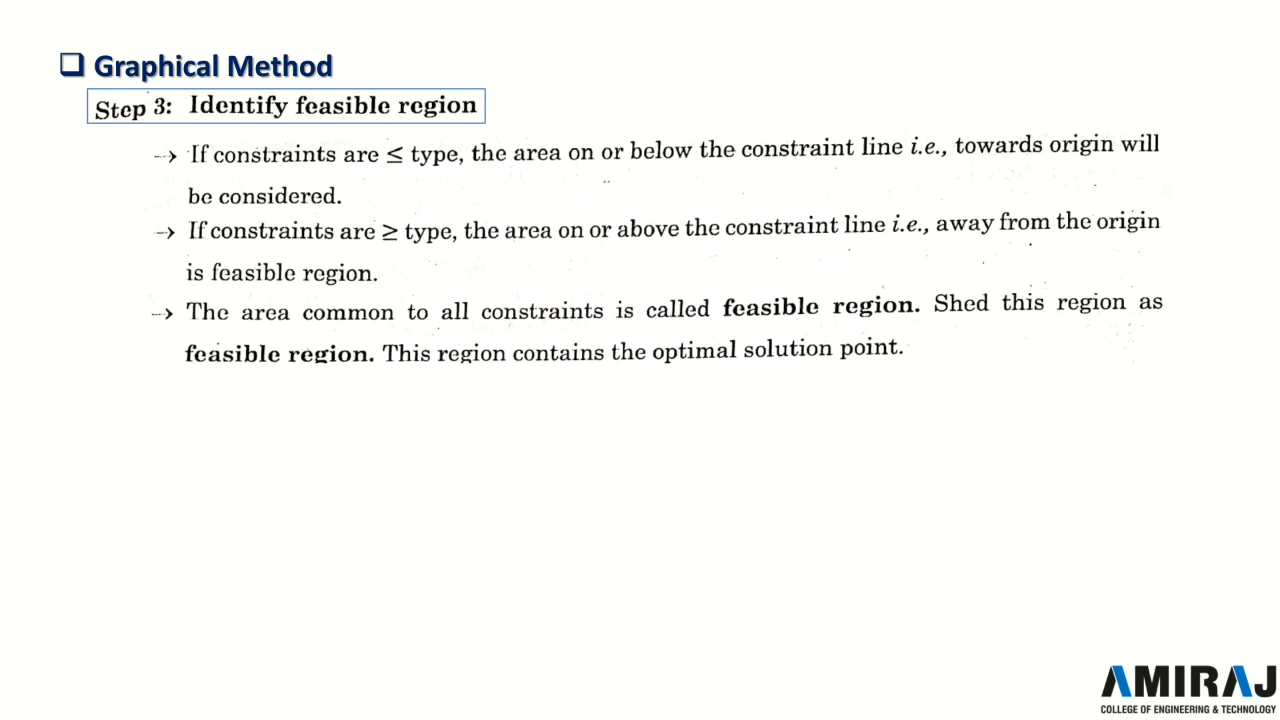 ❑ Graphical Method
Step 3: Identify feasible region
→ If constraints are ≤ type, the area on or below the constraint line i.e., towards origin will
be considered.
→ If constraints are ≥ type, the area on or above the constraint line i.e., away from the origin
is feasible region.
→ The area common to all constraints is called feasible region. Shed this region as
feasible region. This region contains the optimal solution point.
AMIRAJ
COLLEGE OF ENGINEERING & TECHNOLOGY